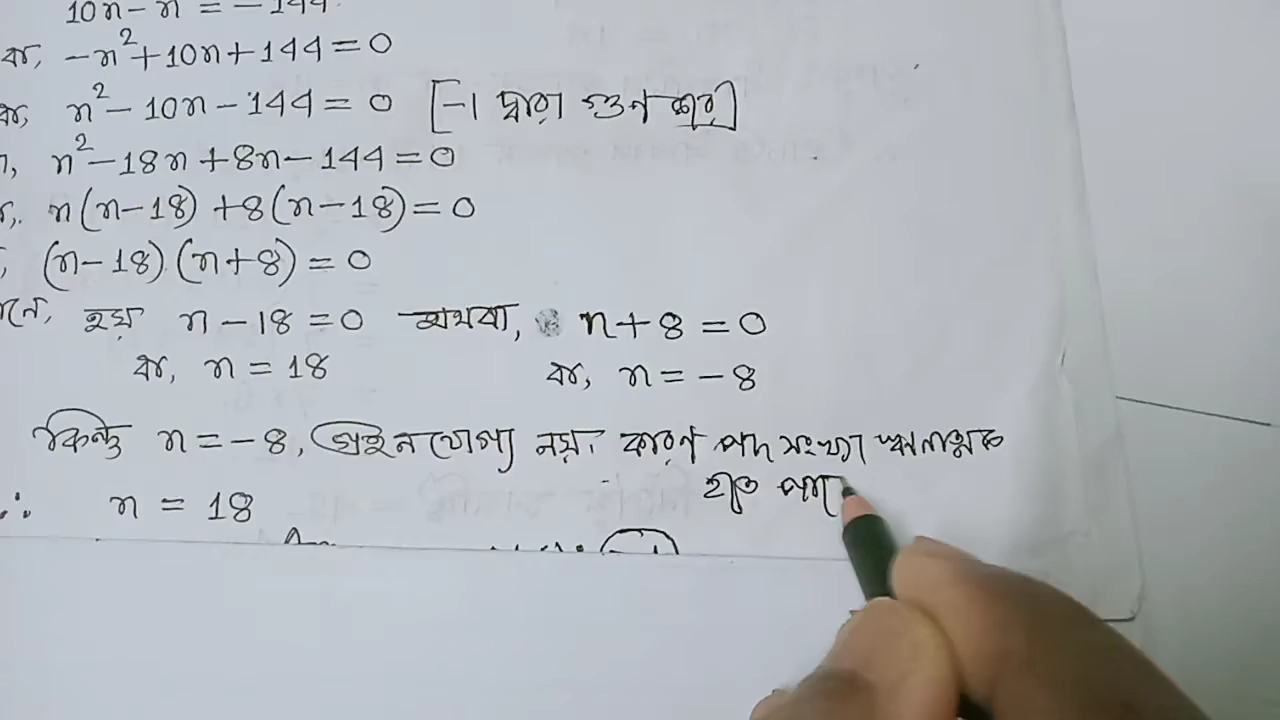 10n - n = -144
বা, -n²+10n+144=0
বা, n²-10n-144=0 [-1 দ্বারা গুণ করে]
n²-18n+8n-144=0
n(n-18)+8(n-18)=0
(n-18)(n+8)=0
হয় n-18=0 অথবা, n+8=0
বা, n=18 বা, n=-8
কিন্তু n=-8, গ্রহনযোগ্য নয়। কারণ পদ সংখ্যা ঋনাত্মক
হতে পারে
∴ n = 18